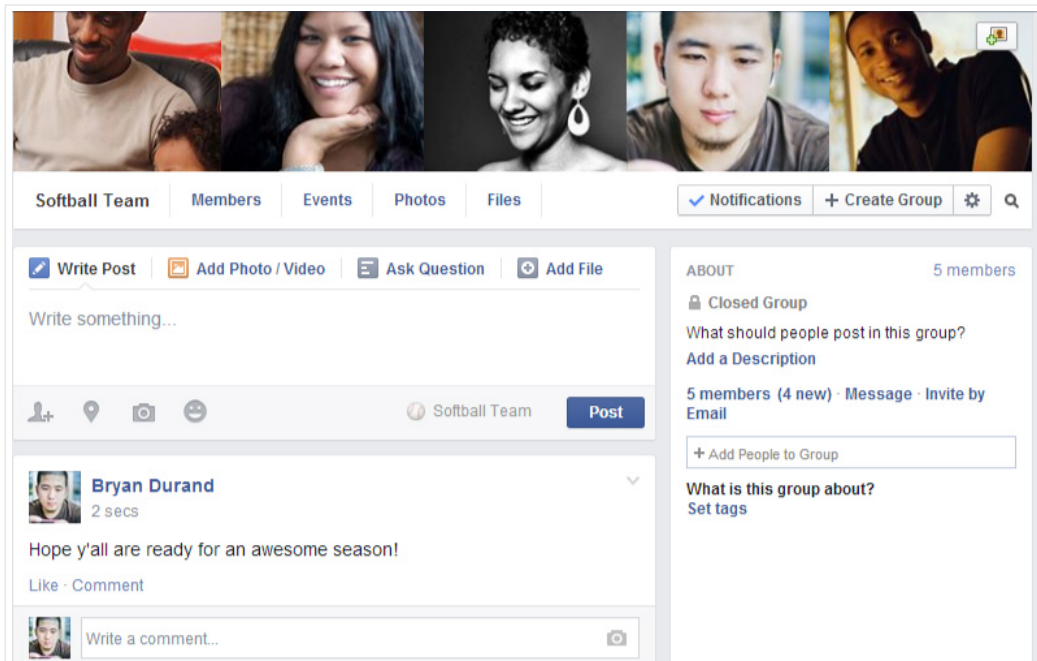 Softball Team Members Events Photos Files Notifications + Create Group
Write Post Add Photo / Video Ask Question Add File
Write something...
Softball Team Post
Bryan Durand
2 secs
Hope y'all are ready for an awesome season!
Like · Comment
Write a comment...
ABOUT 5 members
Closed Group
What should people post in this group?
Add a Description
5 members (4 new) · Message · Invite by
Email
+ Add People to Group
What is this group about?
Set tags